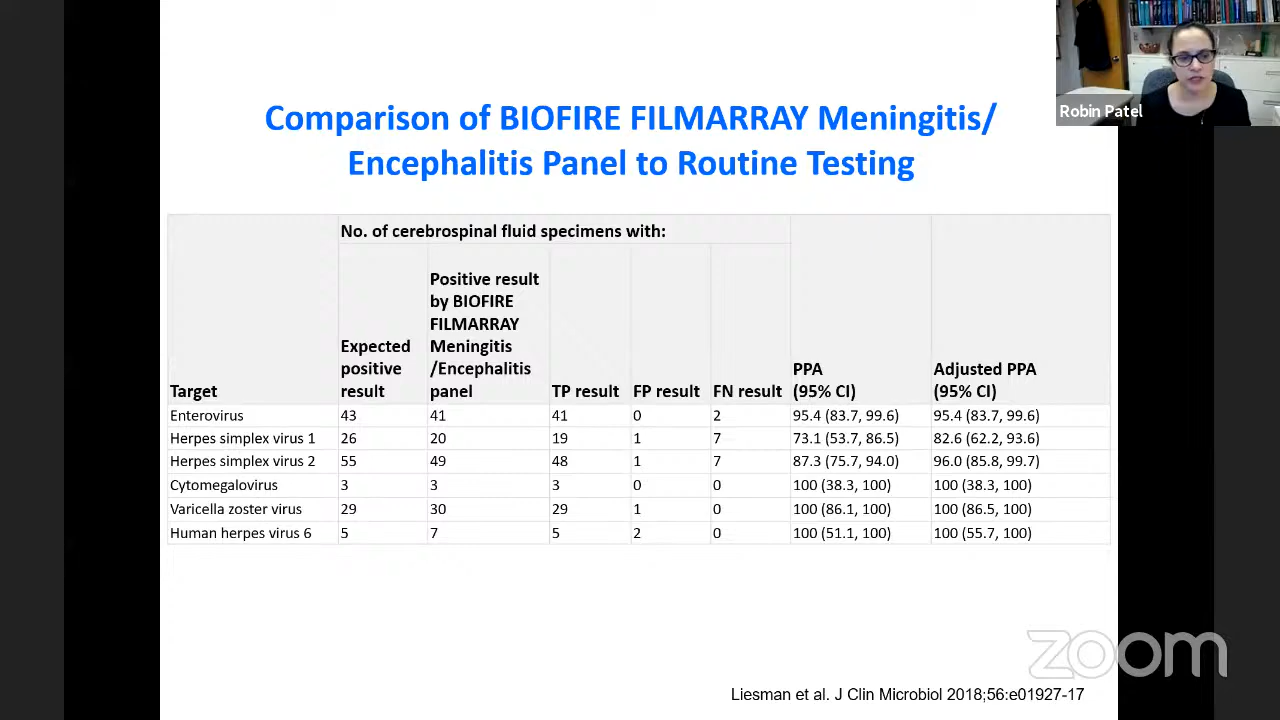 Robin Patel
Comparison of BIOFIRE FILMARRAY Meningitis/
Encephalitis Panel to Routine Testing
No. of cerebrospinal fluid specimens with:
Target
Expected
positive
result
Positive result
by BIOFIRE
FILMARRAY
Meningitis
/Encephalitis
panel
TP result
FP result
FN result
PPA
(95% CI)
Adjusted PPA
(95% CI)
Enterovirus 43 41 41 0 2 95.4 (83.7, 99.6) 95.4 (83.7, 99.6)
Herpes simplex virus 1 26 20 19 1 7 73.1 (53.7, 86.5) 82.6 (62.2, 93.6)
Herpes simplex virus 2 55 49 48 1 7 87.3 (75.7, 94.0) 96.0 (85.8, 99.7)
Cytomegalovirus 3 3 3 0 0 100 (38.3, 100) 100 (38.3, 100)
Varicella zoster virus 29 30 29 1 0 100 (86.1, 100) 100 (86.5, 100)
Human herpes virus 6 5 7 5 2 0 100 (51.1, 100) 100 (55.7, 100)
zoom
Liesman et al. J Clin Microbiol 2018;56:e01927-17